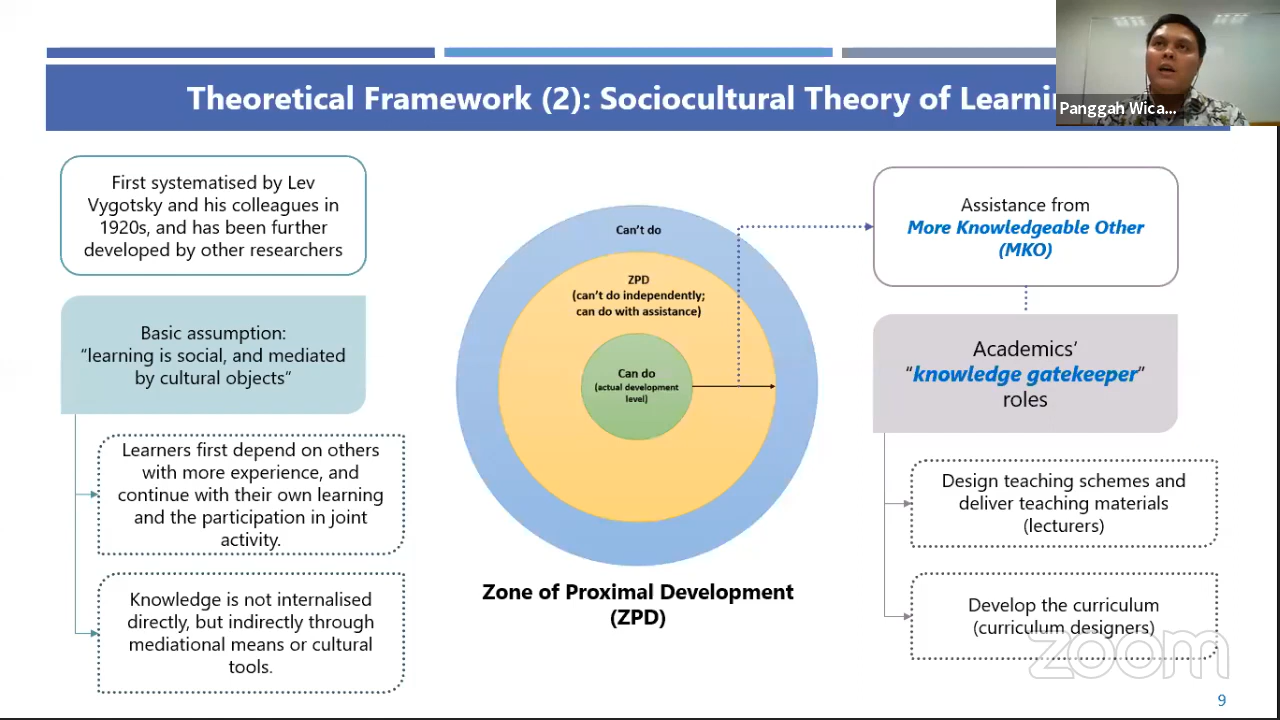 Theoretical Framework (2): Sociocultural Theory of Learnin
Panggah Wica...
First systematised by Lev
Vygotsky and his colleagues in
1920s, and has been further
developed by other researchers
Basic assumption:
“learning is social, and mediated
by cultural objects”
Learners first depend on others
with more experience, and
continue with their own learning
and the participation in joint
activity.
Knowledge is not internalised
directly, but indirectly through
mediational means or cultural
tools.
Can't do
ZPD
(can't do independently;
can do with assistance)
Can do
(actual development
level)
Zone of Proximal Development
(ZPD)
Assistance from
More Knowledgeable Other
(MKO)
Academics'
“knowledge gatekeeper”
roles
Design teaching schemes and
deliver teaching materials
(lecturers)
Develop the curriculum
(curriculum designers)
zoom
9